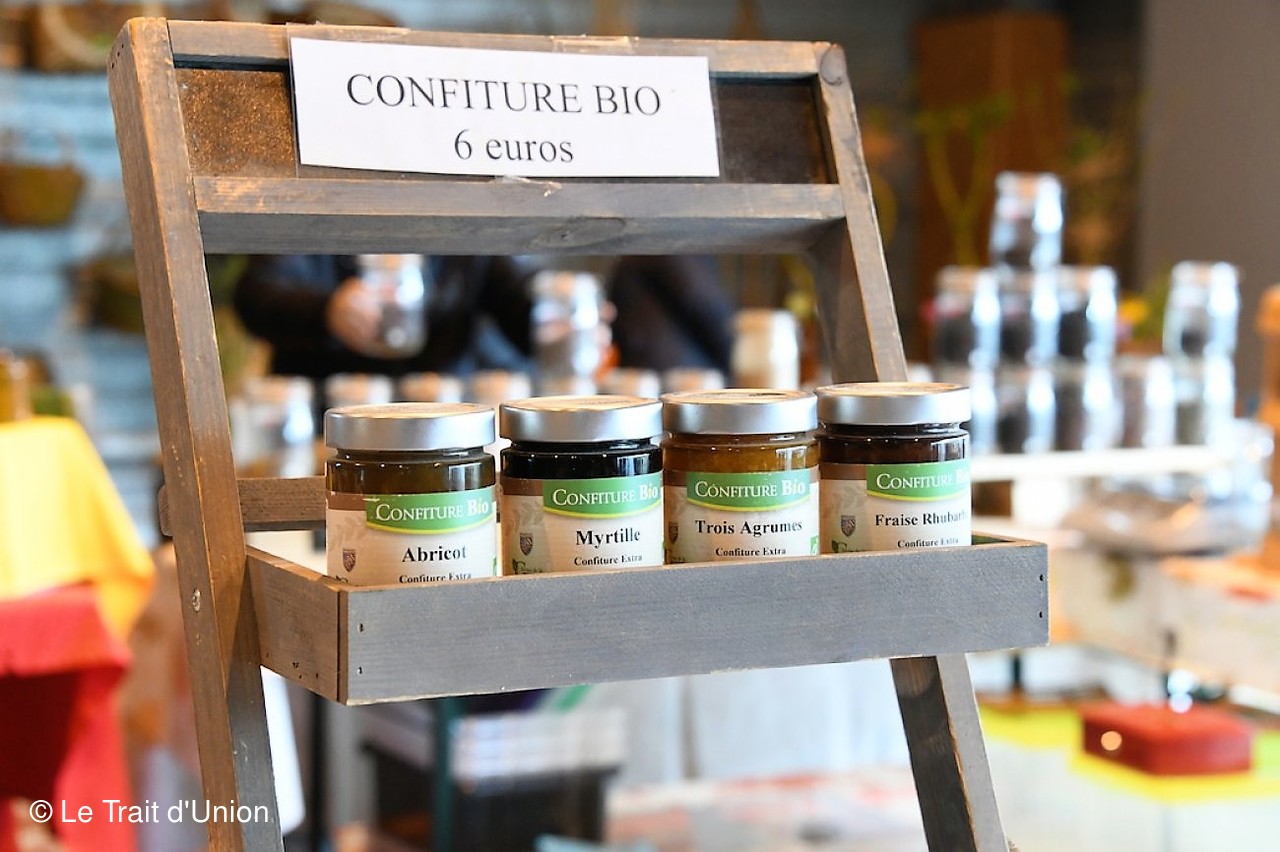 CONFITURE BIO
6 euros
CONFITURE BIO
Abricot
Confiture Extra
CONFITURE BIO
Myrtille
Confiture Extra
CONFITURE BIO
Trois Agrumes
Confiture Extra
CONFITURE BIO
Fraise Rhubarb
Confiture Extra
© Le Trait d'Union